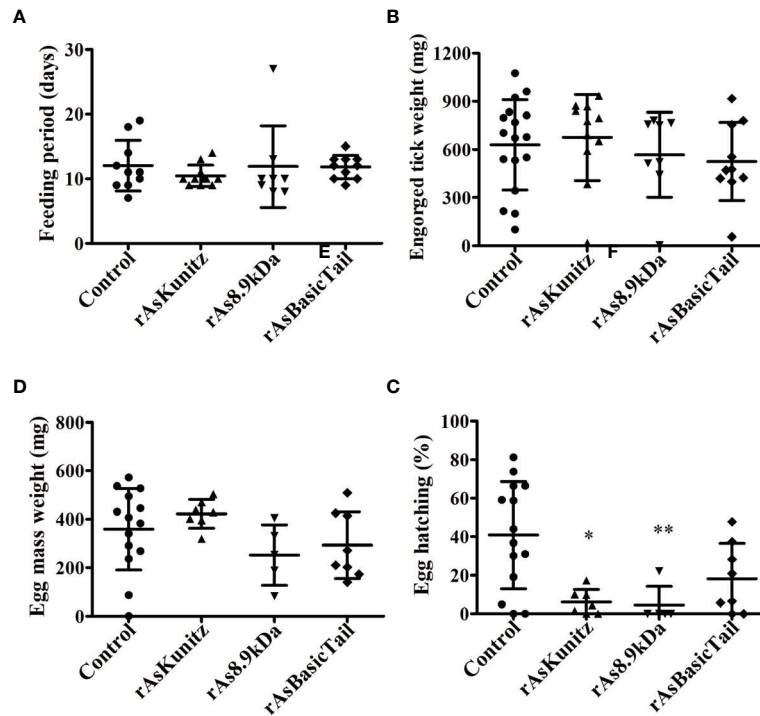 A
Feeding period (days)
30
20
10
0
Control
rAsKunitz
rAs8.9kDa
rAsBasicTail
E
B
Engorged tick weight (mg)
1200
900
600
300
0
Control
rAsKunitz
rAs8.9kDa
rAsBasicTail
F
D
Egg mass weight (mg)
800
600
400
200
0
Control
rAsKunitz
rAs8.9kDa
rAsBasicTail
C
Egg hatching (%)
100
80
60
40
20
0
*
**
Control
rAsKunitz
rAs8.9kDa
rAsBasicTail